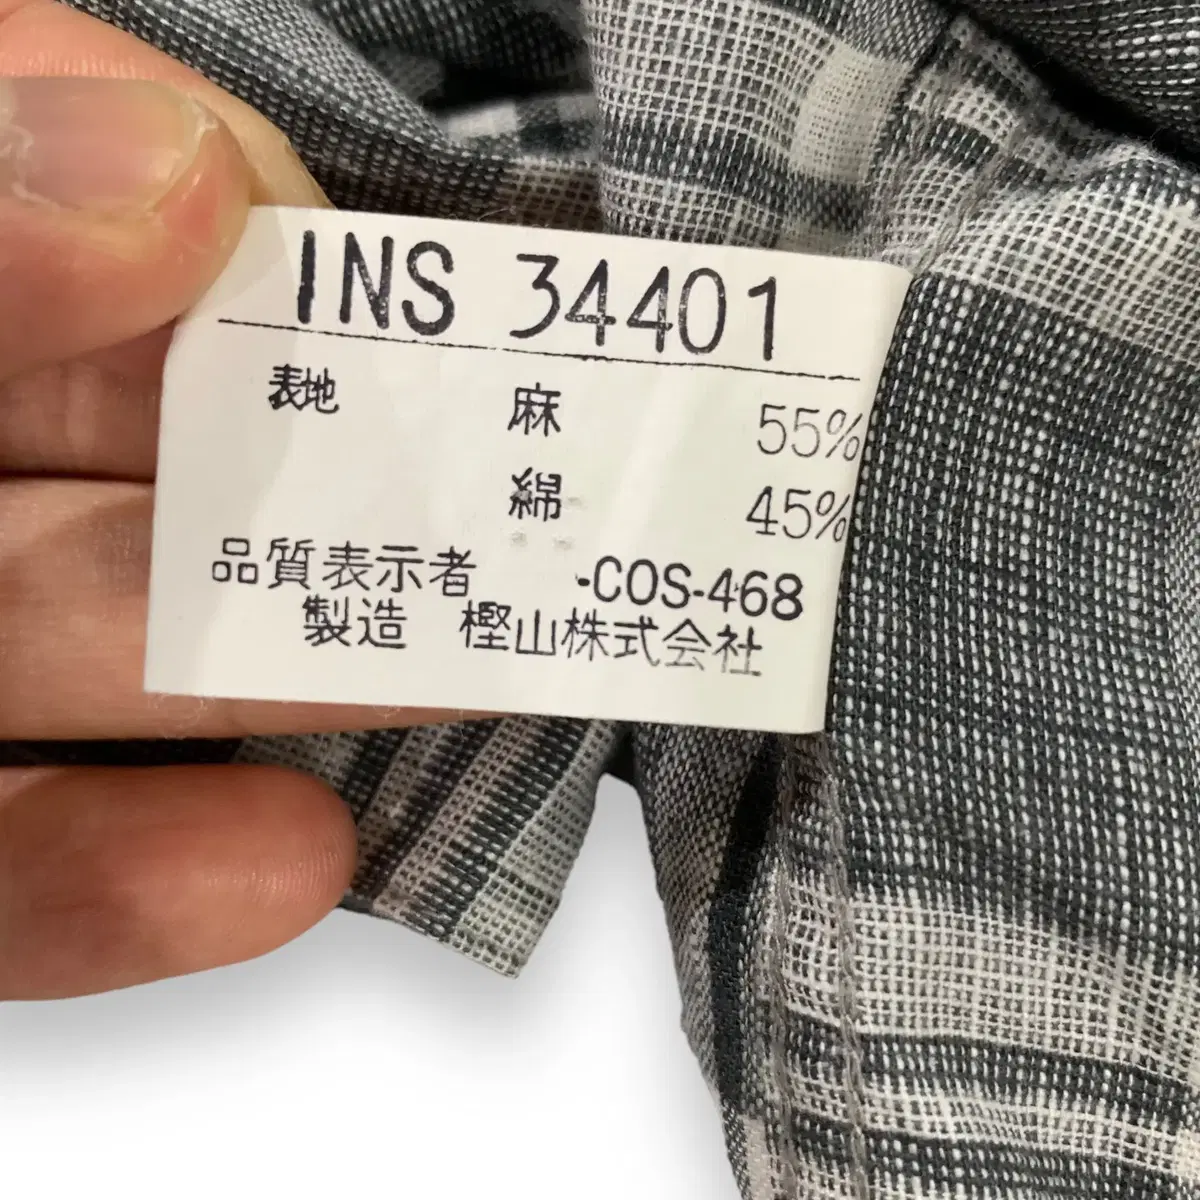 INS 34401
表地 麻 55%
綿 45%
品質表示者 ·COS-468
製造 樫山株式会社